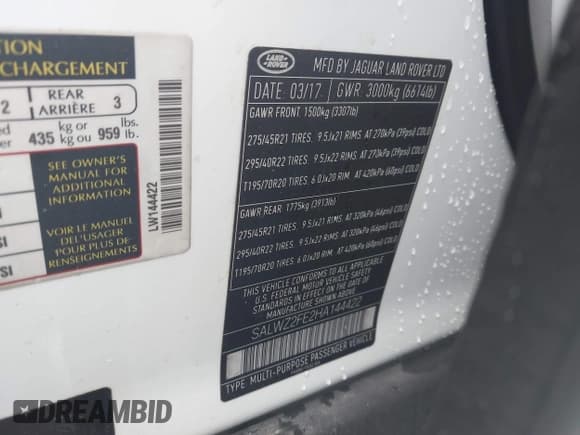 TION
CHARGEMENT
2 REAR ARRIÈRE 3
435 kg or kg ou 959 lbs. lb.
SEE OWNER'S
MANUAL FOR
ADDITIONAL
INFORMATION
VOIR LE MANUEL
DE L'USAGER
POUR PLUS DE
RENSEIGNEMENTS
SI
SI
LW144422
LAND ROVER
MFD BY JAGUAR LAND ROVER LTD
DATE: 03/17 GWR 3000kg (6614lb)
GAWR FRONT 1500kg (3307lb)
275/45R21 TIRES. 9.5Jx21 RIMS. AT 270kPa (39psi) COLD
295/40R22 TIRES. 9.5Jx22 RIMS. AT 270kPa (39psi) COLD
T195/70R20 TIRES. 6.0Jx20 RIM. AT 420kPa (60psi) COLD
GAWR REAR 1775kg (3913lb)
275/45R21 TIRES. 9.5Jx21 RIMS AT 320kPa (46psi) COLD
295/40R22 TIRES. 9.5Jx22 RIMS AT 320kPa (46psi) COLD
T195/70R20 TIRES. 6.0Jx20 RIM. AT 420kPa (60psi) COLD
THIS VEHICLE CONFORMS TO ALL APPLICABLE
U.S. FEDERAL MOTOR VEHICLE SAFETY
THEFT PREVENTION STANDARDS IN EFFECT ON THE
DATE OF MANUFACTURE SHOWN ABOVE
SALWZ2FE2HA144422
TYPE: MULTI-PURPOSE PASSENGER VEHICLE
DREAMBID